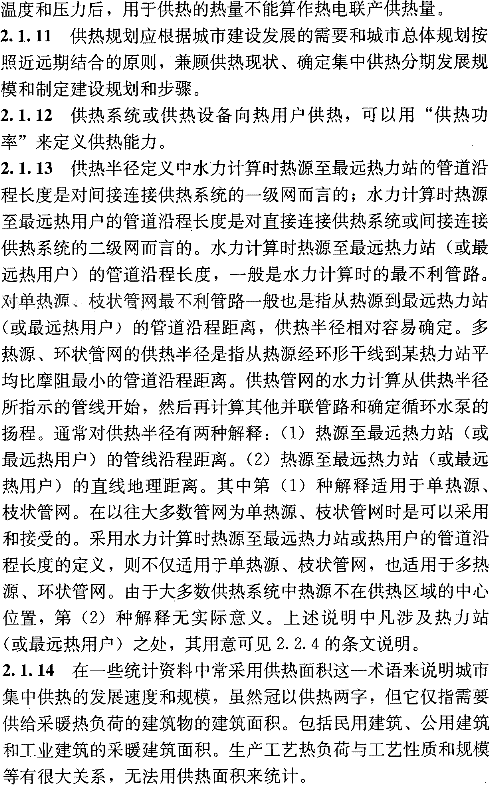 温度和压力后，用于供热的热量不能算作热电联产供热量。
2.1.11 供热规划应根据城市建设发展的需要和城市总体规划按
照近远期结合的原则，兼顾供热现状、确定集中供热分期发展规
模和制定建设规划和步骤。
2.1.12 供热系统或供热设备向热用户供热，可以用“供热功
率”来定义供热能力。
2.1.13 供热半径定义中水力计算时热源至最远热力站的管道沿
程长度是对间接连接供热系统的一级网而言的；水力计算时热源
至最远热用户的管道沿程长度是对直接连接供热系统或间接连接
供热系统的二级网而言的。水力计算时热源至最远热力站（或最
远热用户）的管道沿程长度，一般是水力计算时的最不利管路。
对单热源、枝状管网最不利管路一般也是指从热源到最远热力站
（或最远热用户）的管道沿程距离，供热半径相对容易确定。多
热源、环状管网的供热半径是指从热源经环形干线到某热力站平
均比摩阻最小的管道沿程距离。供热管网的水力计算从供热半径
所指示的管线开始，然后再计算其他并联管路和确定循环水泵的
扬程。通常对供热半径有两种解释：（1）热源至最远热力站（或
最远热用户）的管线沿程距离。（2）热源至最远热力站（或最远
热用户）的直线地理距离。其中第（1）种解释适用于单热源、
枝状管网。在以往大多数管网为单热源、枝状管网时是可以采用
和接受的。采用水力计算时热源至最远热力站或热用户的管道沿
程长度的定义，则不仅适用于单热源、枝状管网，也适用于多热
源、环状管网。由于大多数供热系统中热源不在供热区域的中心
位置，第（2）种解释无实际意义。上述说明中凡涉及热力站
（或最远热用户）之处，其用意可见2.2.4的条文说明。
2.1.14 在一些统计资料中常采用供热面积这一术语来说明城市
集中供热的发展速度和规模，虽然冠以供热两字，但它仅指需要
供给采暖热负荷的建筑物的建筑面积。包括民用建筑、公用建筑
和工业建筑的采暖建筑面积。生产工艺热负荷与工艺性质和规模
等有很大关系，无法用供热面积来统计。